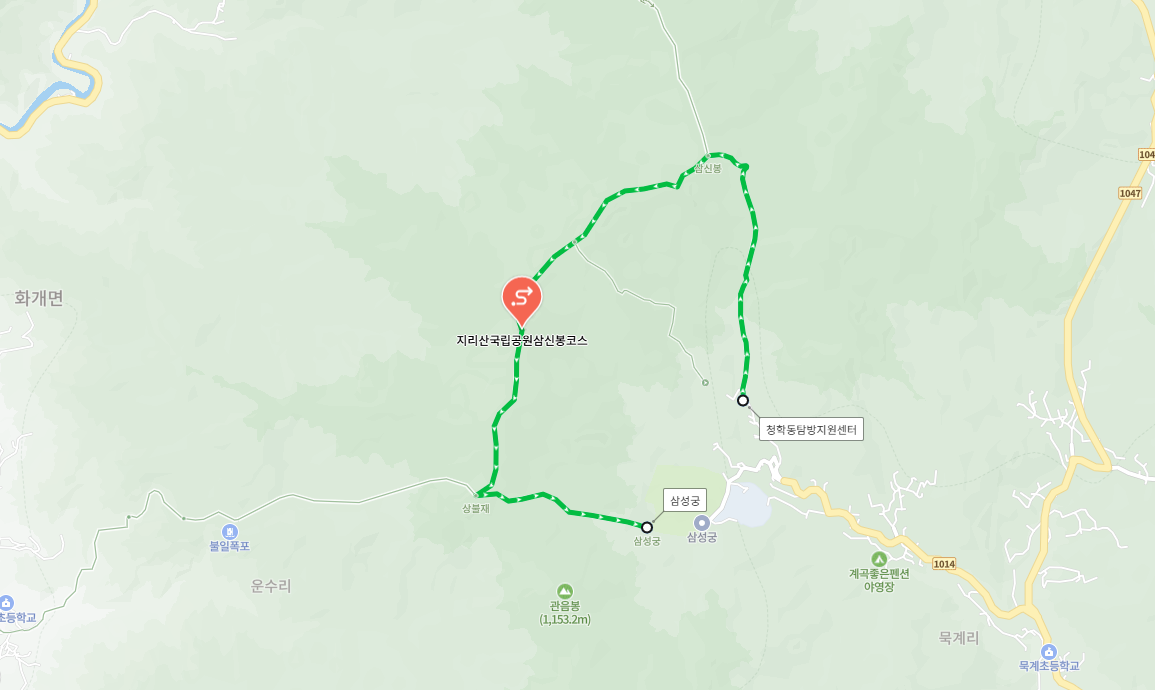 104
삼신봉
1047
화개면
지리산국립공원삼신봉코스
청학동탐방지원센터
삼성궁
상불재
삼성궁
삼성궁
불일폭포
1014
계곡좋은펜션
야영장
운수리
관음봉
(1,153.2m)
초등학교
묵계리
묵계초등학교